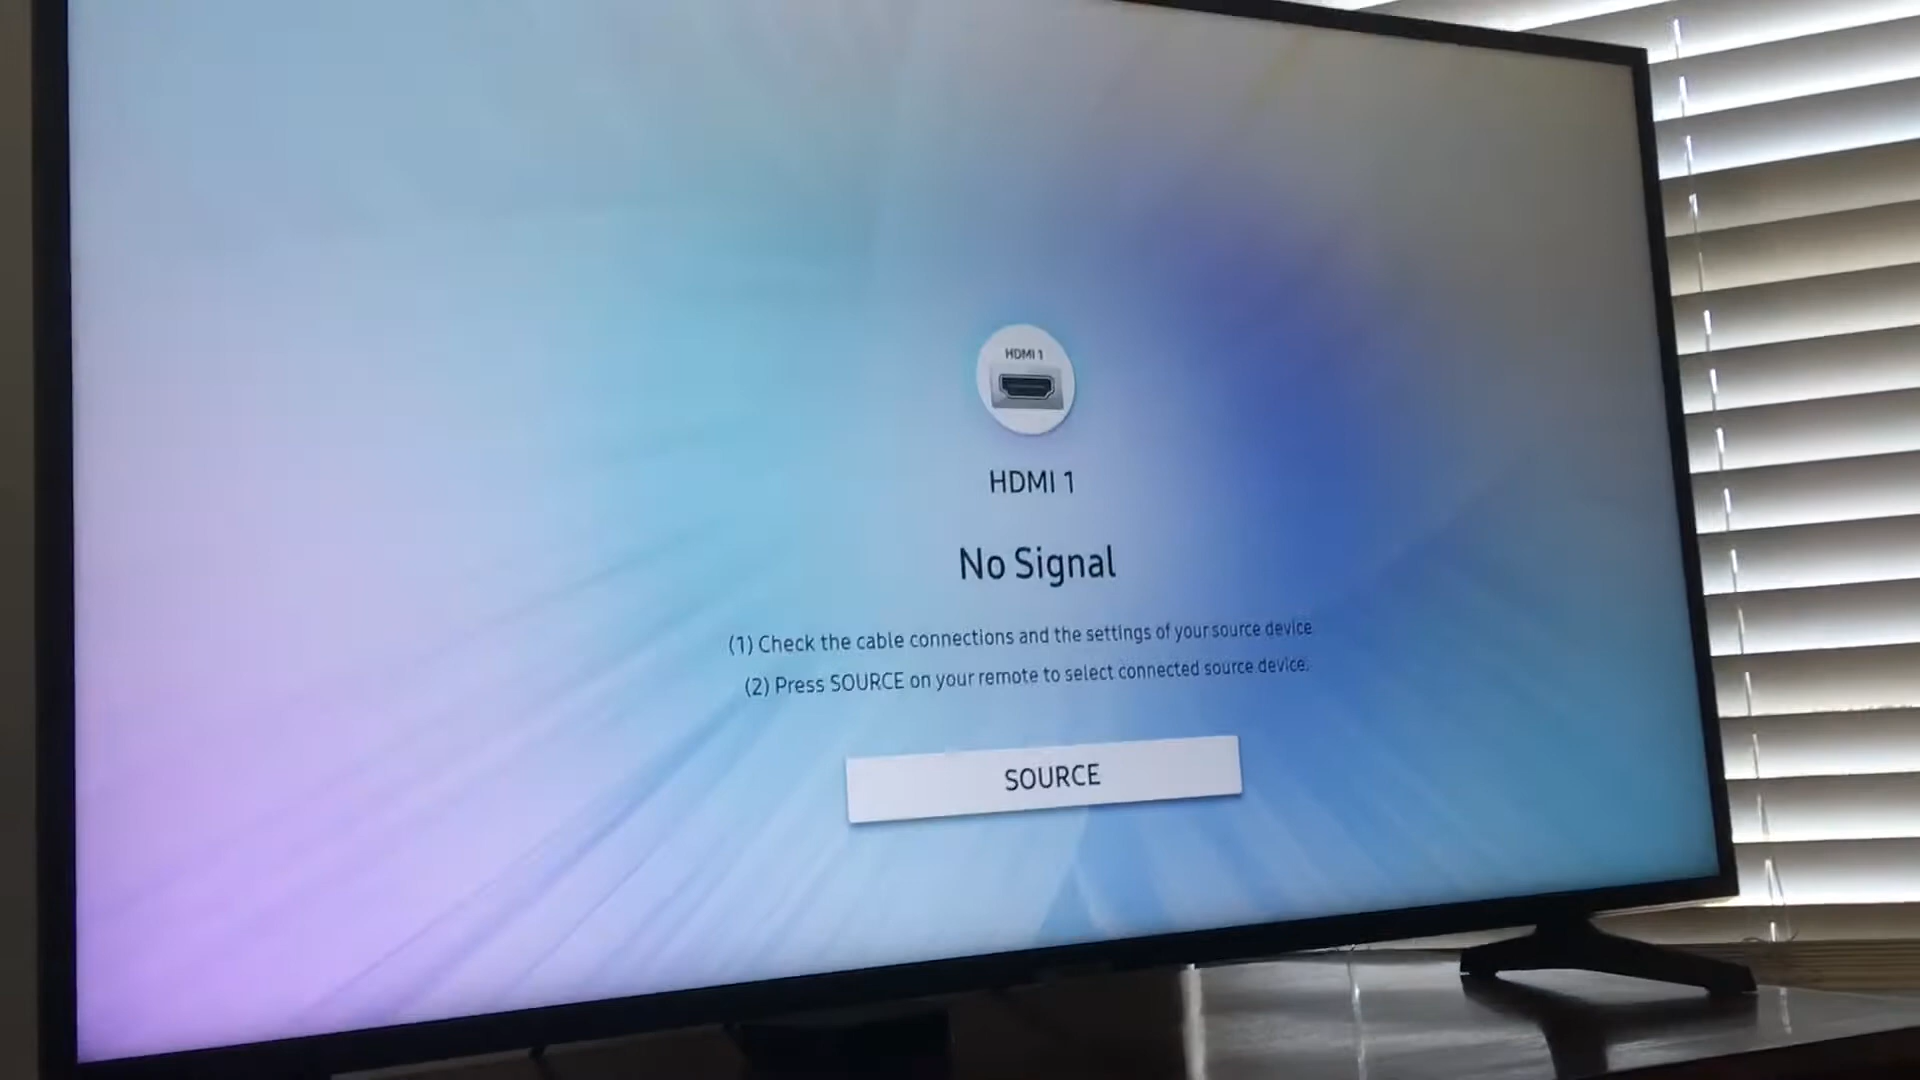 HDMI 1
HDMI 1
No Signal
(1) Check the cable connections and the settings of your source device
(2) Press SOURCE on your remote to select connected source device.
SOURCE